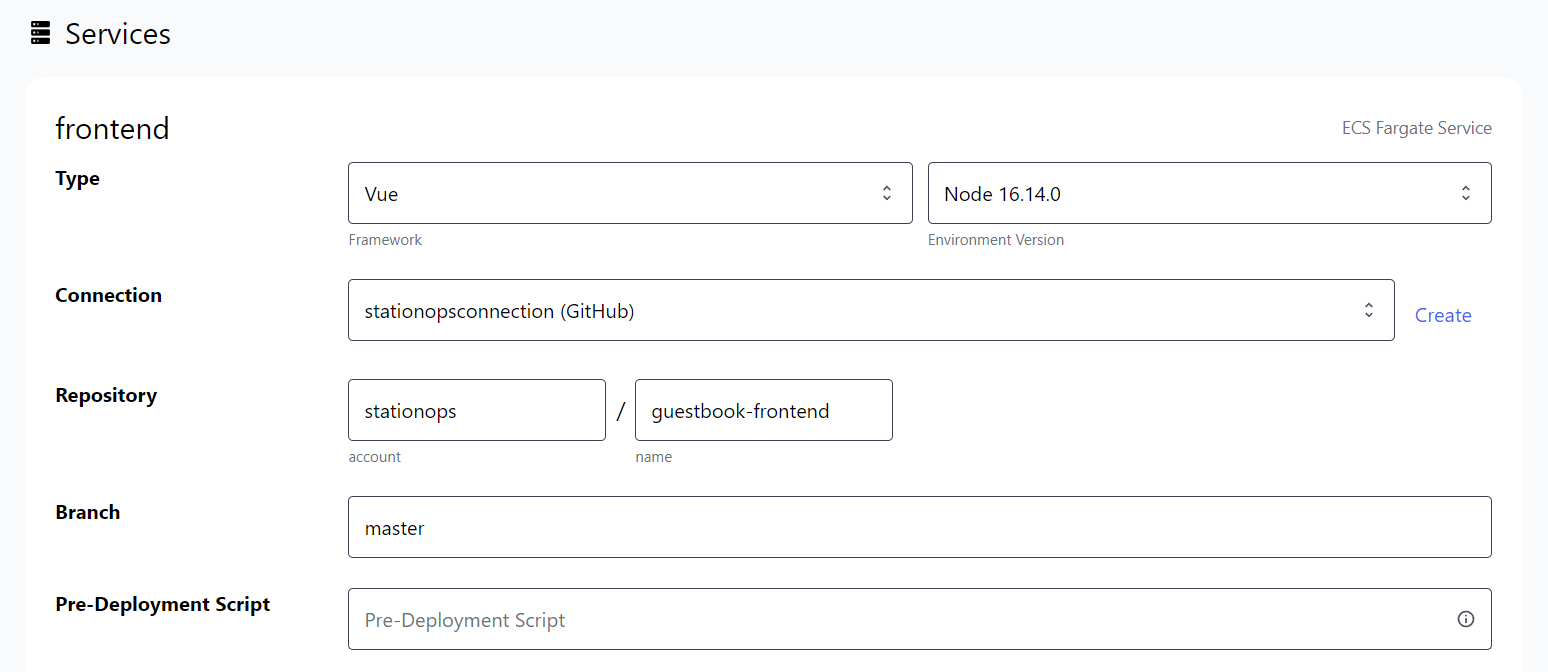 Services
frontend
ECS Fargate Service
Type
Vue
Node 16.14.0
Framework
Environment Version
Connection
stationopsconnection (GitHub)
Create
Repository
stationops / guestbook-frontend
account
name
Branch
master
Pre-Deployment Script
Pre-Deployment Script